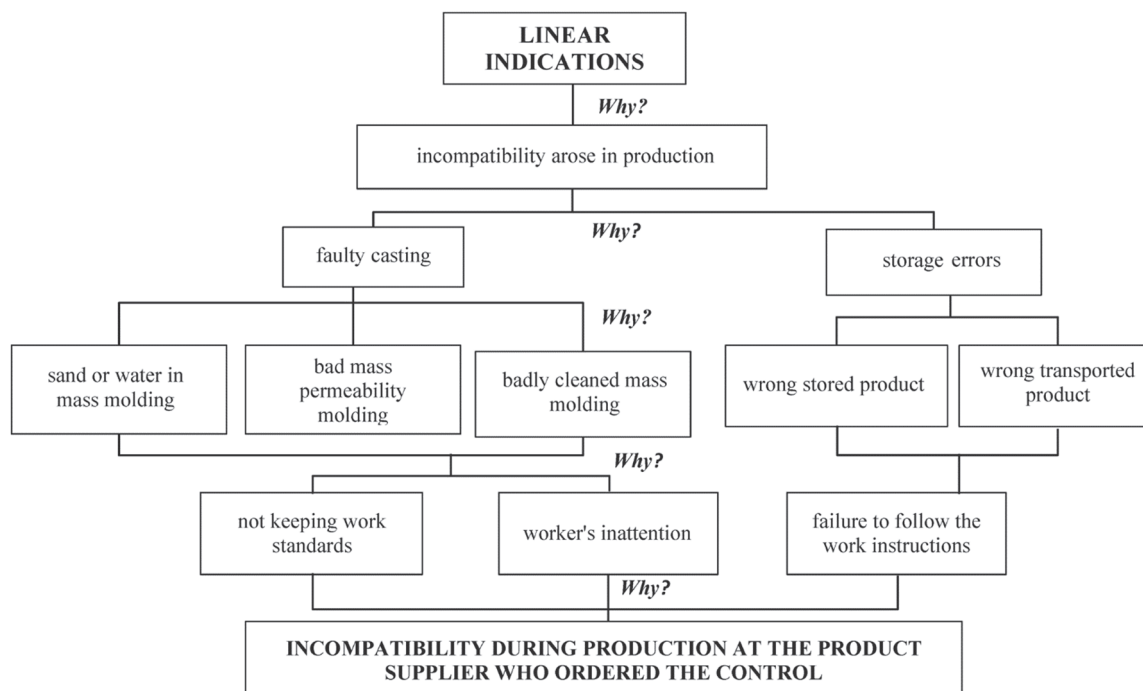 LINEAR
INDICATIONS
Why?
incompatibility arose in production
Why?
faulty casting
storage errors
Why?
sand or water in
mass molding
bad mass
permeability
molding
badly cleaned mass
molding
wrong stored product
wrong transported
product
Why?
not keeping work
standards
worker's inattention
failure to follow the
work instructions
Why?
INCOMPATIBILITY DURING PRODUCTION AT THE PRODUCT
SUPPLIER WHO ORDERED THE CONTROL